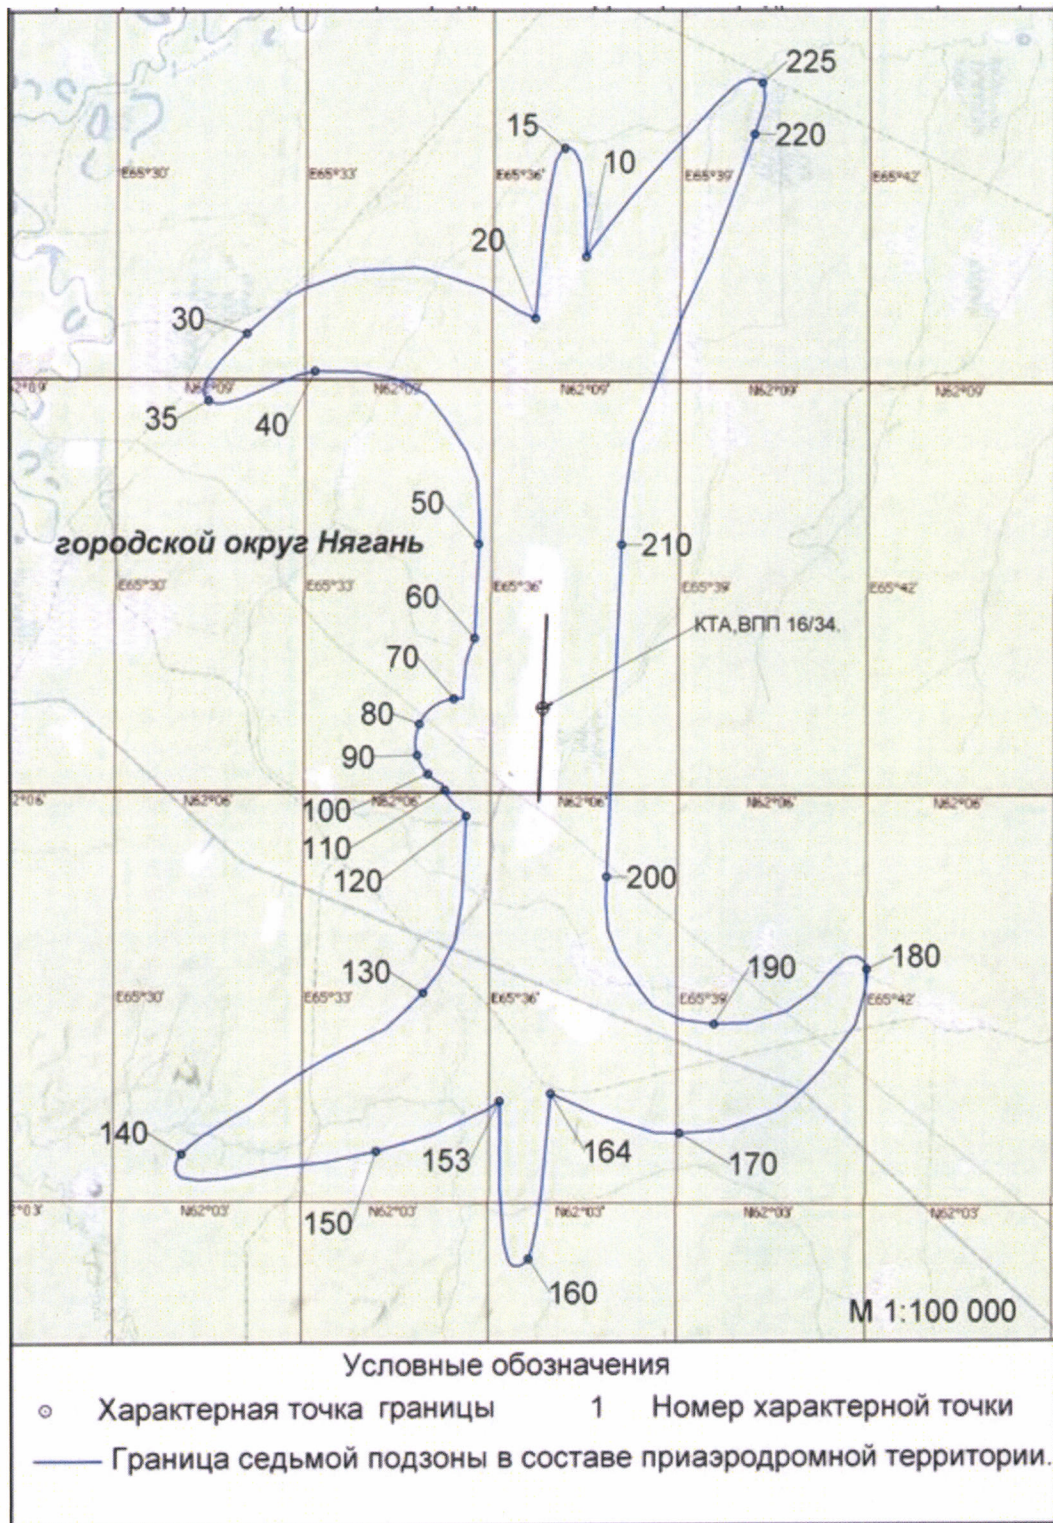 225
15
220
10
E65°30' E65°33' E65°36' E65°39' E65°42'
20
30
N62°09' N62°09' N62°09' N62°09' N62°09'
35
40
50
городской округ Нягань
210
E65°30' E65°33' E65°36' E65°39' E65°42'
60
КТА,ВПП 16/34.
70
80
90
N62°06' N62°06' N62°06' N62°06'
100
110
120
200
130
190
180
E65°30' E65°33' E65°36' E65°39' E65°42'
140
153
164
170
N62°03' N62°03' N62°03' N62°03' N62°03'
150
160
М 1:100 000
Условные обозначения
Характерная точка границы 1 Номер характерной точки
Граница седьмой подзоны в составе приаэродромной территории.